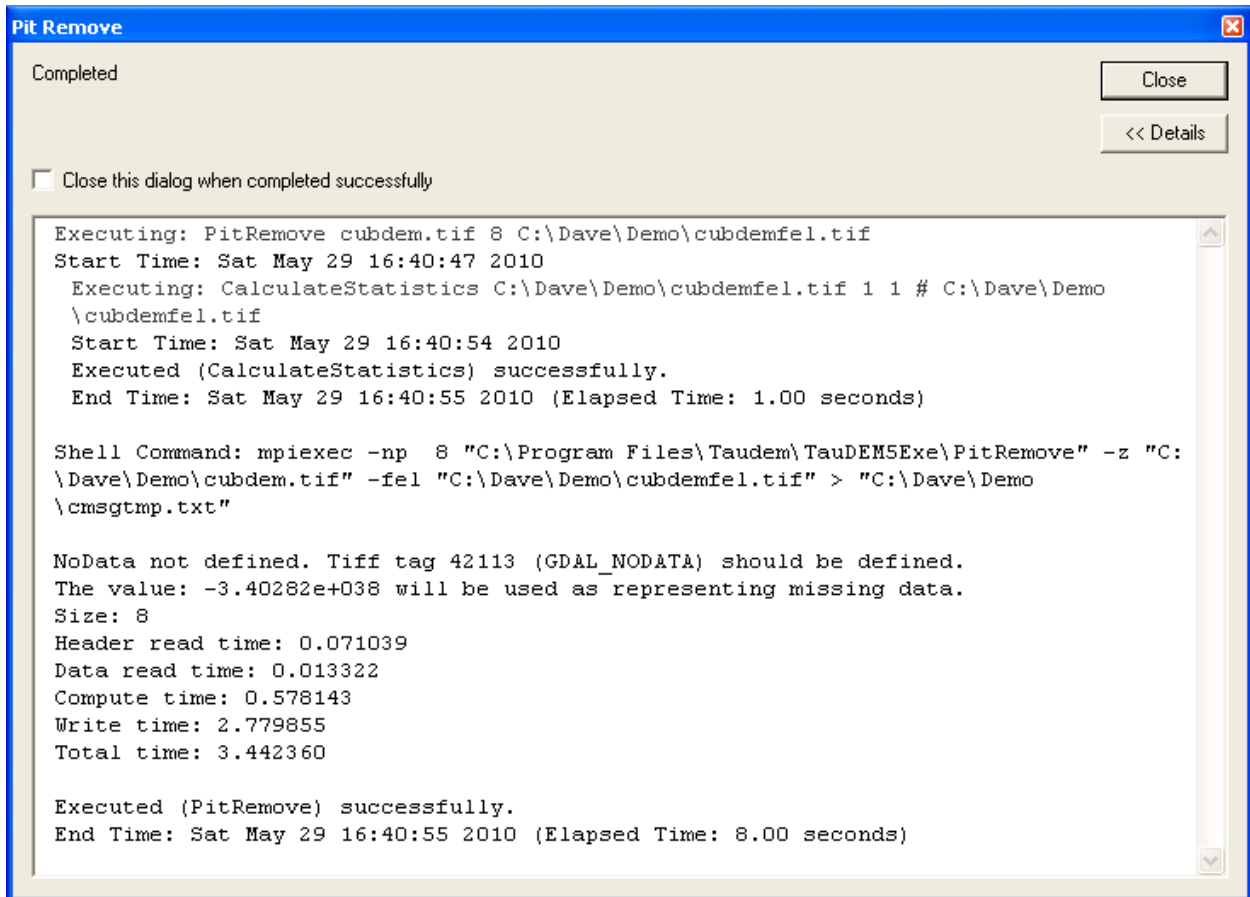 Pit Remove
Completed
Close
<< Details
Close this dialog when completed successfully
Executing: PitRemove cubdem.tif 8 C:\Dave\Demo\cubdemfel.tif
Start Time: Sat May 29 16:40:47 2010
Executing: CalculateStatistics C:\Dave\Demo\cubdemfel.tif 1 1 # C:\Dave\Demo
\cubdemfel.tif
Start Time: Sat May 29 16:40:54 2010
Executed (CalculateStatistics) successfully.
End Time: Sat May 29 16:40:55 2010 (Elapsed Time: 1.00 seconds)
Shell Command: mpiexec -np  8 "C:\Program Files\Taudem\TauDEM5Exe\PitRemove" -z "C:
\Dave\Demo\cubdem.tif" -fel "C:\Dave\Demo\cubdemfel.tif" > "C:\Dave\Demo
\cmsgtmp.txt"
NoData not defined. Tiff tag 42113 (GDAL_NODATA) should be defined.
The value: -3.40282e+038 will be used as representing missing data.
Size: 8
Header read time: 0.071039
Data read time: 0.013322
Compute time: 0.578143
Write time: 2.779855
Total time: 3.442360
Executed (PitRemove) successfully.
End Time: Sat May 29 16:40:55 2010 (Elapsed Time: 8.00 seconds)